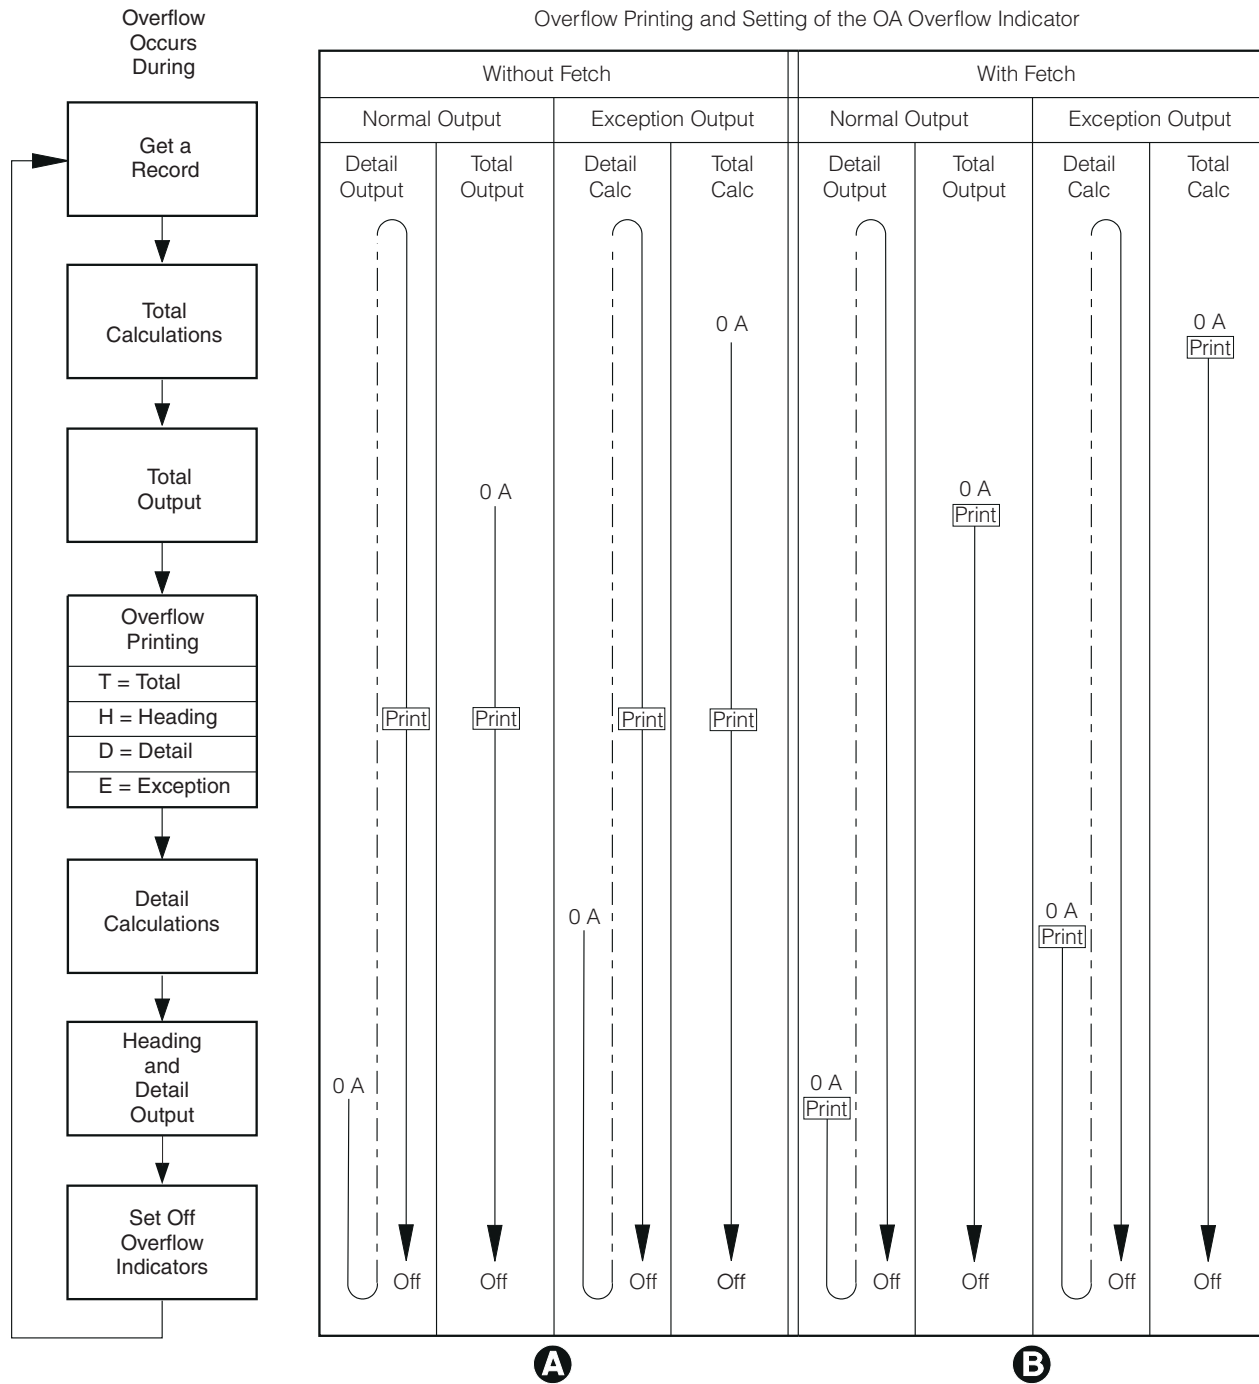 Overflow
Occurs
During
Overflow Printing and Setting of the OA Overflow Indicator
Without Fetch
With Fetch
Normal Output
Exception Output
Normal Output
Exception Output
Detail
Output
Total
Output
Detail
Calc
Total
Calc
Detail
Output
Total
Output
Detail
Calc
Total
Calc
Get a
Record
Total
Calculations
0 A
0 A
Print
Total
Output
0 A
0 A
Print
Overflow
Printing
T = Total
H = Heading
D = Detail
E = Exception
Print
Print
Print
Print
Detail
Calculations
0 A
0 A
Print
Heading
and
Detail
Output
0 A
0 A
Print
Set Off
Overflow
Indicators
Off
Off
Off
Off
Off
Off
Off
Off
A
B